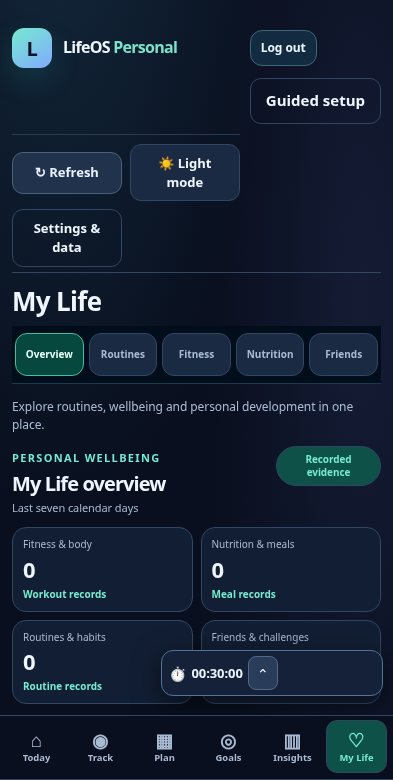 L LifeOS Personal
Log out
Guided setup
↻ Refresh
☀️ Light
mode
Settings &
data
My Life
Overview Routines Fitness Nutrition Friends
Explore routines, wellbeing and personal development in one
place.
PERSONAL WELLBEING
Recorded
evidence
My Life overview
Last seven calendar days
Fitness & body
0
Workout records
Nutrition & meals
0
Meal records
Routines & habits
0
Routine records
Friends & challenges
⏱️ 00:30:00 ^
Today Track Plan Goals Insights My Life